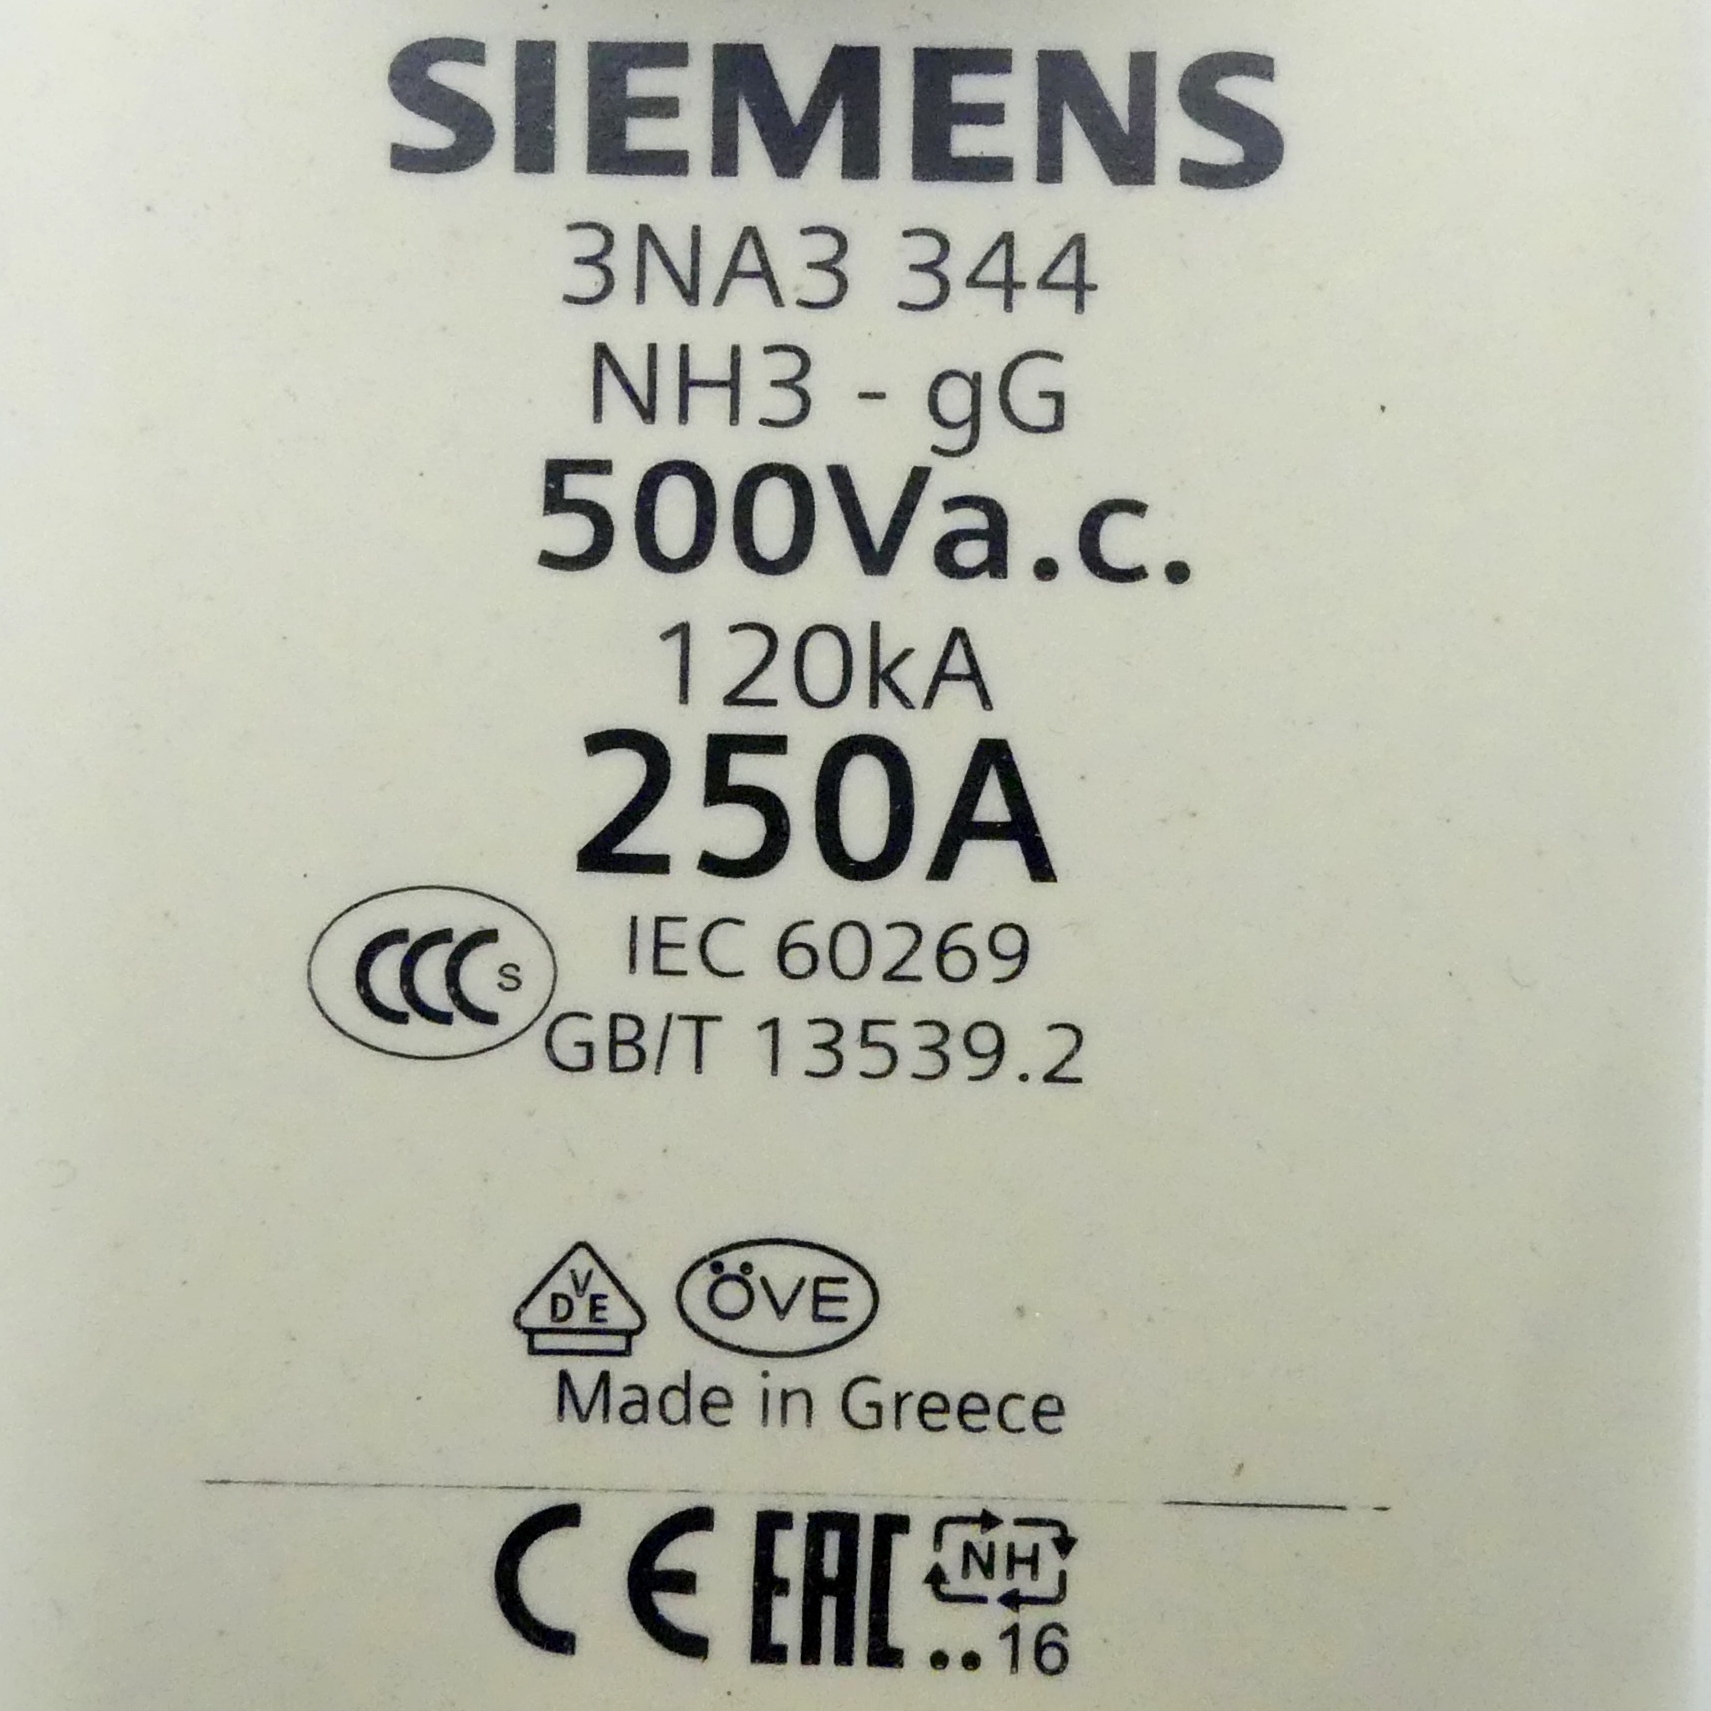 SIEMENS
3NA3 344
NH3 - gG
500Va.c.
120kA
250A
CCC S IEC 60269
GB/T 13539.2
VDE ÖVE
Made in Greece
CE EAC NH
..16